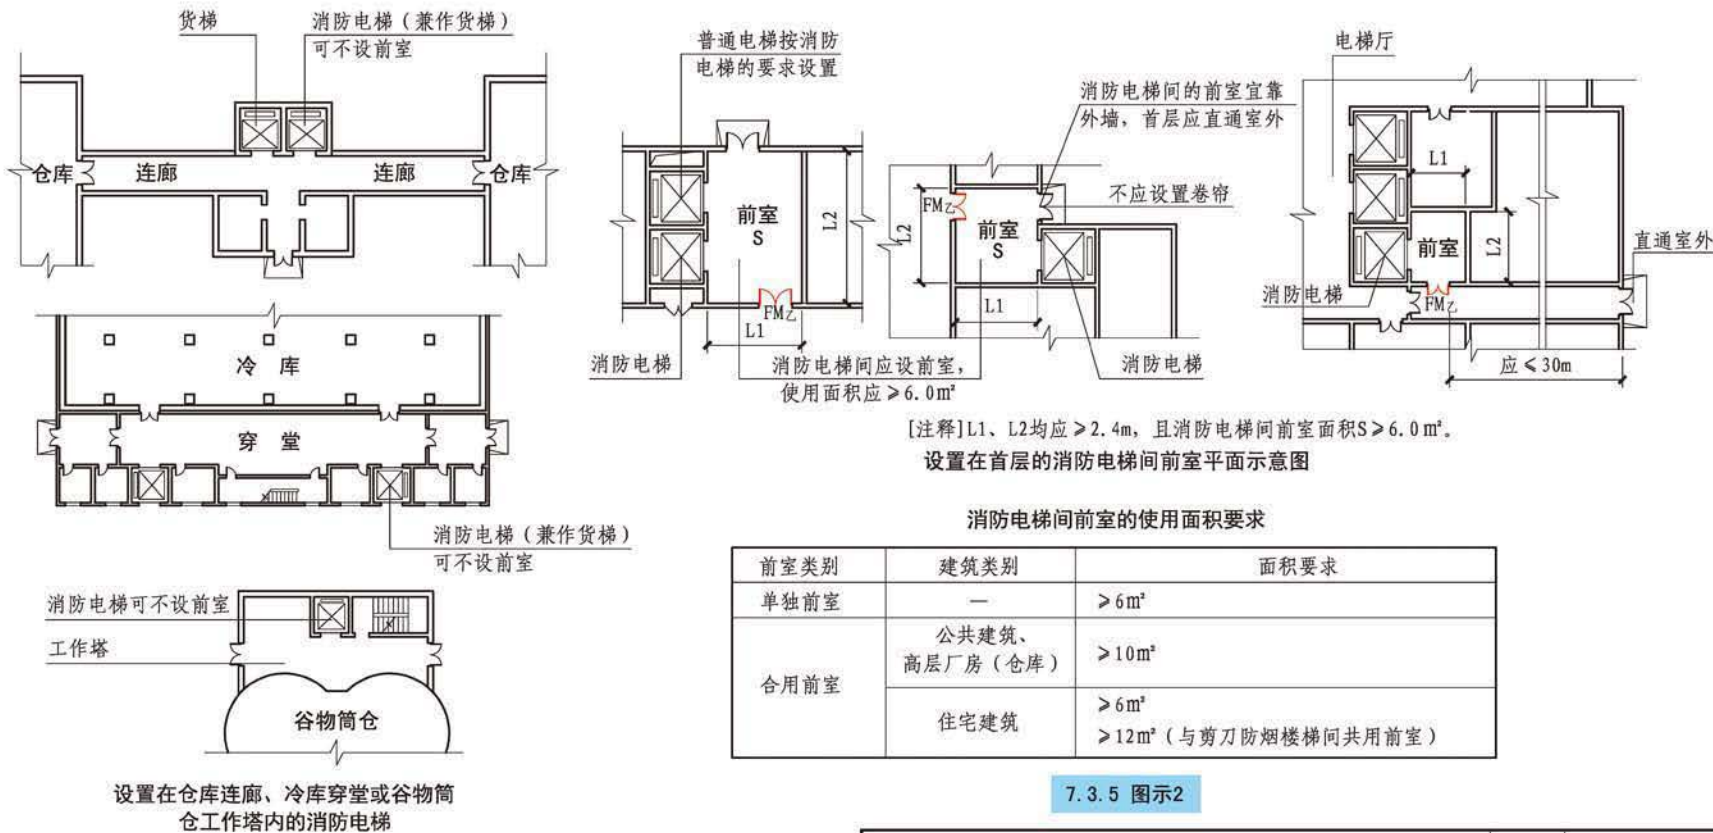 货梯
消防电梯（兼作货梯）
可不设前室
仓库
连廊
连廊
仓库
冷 库
穿 堂
消防电梯（兼作货梯）
可不设前室
消防电梯可不设前室
工作塔
谷物筒仓
设置在仓库连廊、冷库穿堂或谷物筒
仓工作塔内的消防电梯
普通电梯按消防
电梯的要求设置
前室
S
L2
FM乙
L1
消防电梯
消防电梯间应设前室，
使用面积应≥6.0m²
消防电梯间的前室宜靠
外墙，首层应直通室外
不应设置卷帘
FM乙
L2
前室
S
L1
消防电梯
电梯厅
L1
前室
L2
直通室外
消防电梯
FM乙
应≤30m
[注释]L1、L2均应≥2.4m，且消防电梯间前室面积S≥6.0m²。
设置在首层的消防电梯间前室平面示意图
消防电梯间前室的使用面积要求
前室类别 建筑类别 面积要求
单独前室 — ≥6m²
合用前室
公共建筑、
高层厂房（仓库）
≥10m²
住宅建筑
≥6m²
≥12m²（与剪刀防烟楼梯间共用前室）
7.3.5 图示2